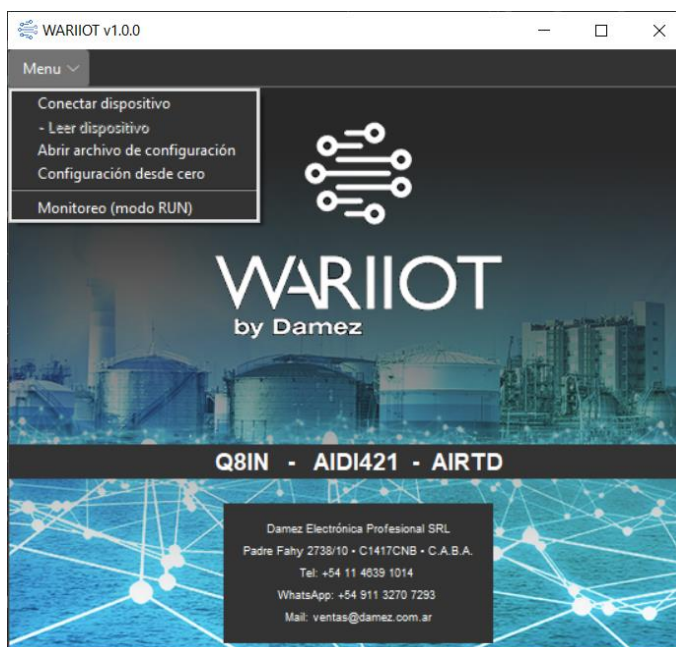 WARIIOT v1.0.0
Menu
Conectar dispositivo
- Leer dispositivo
Abrir archivo de configuración
Configuración desde cero
Monitoreo (modo RUN)
WARIIOT
by Damez
Q8IN - AIDI421 - AIRTD
Damez Electrónica Profesional SRL
Padre Fahy 2738/10 • C1417CNB • C.A.B.A.
Tel: +54 11 4639 1014
WhatsApp: +54 911 3270 7293
Mail: ventas@damez.com.ar